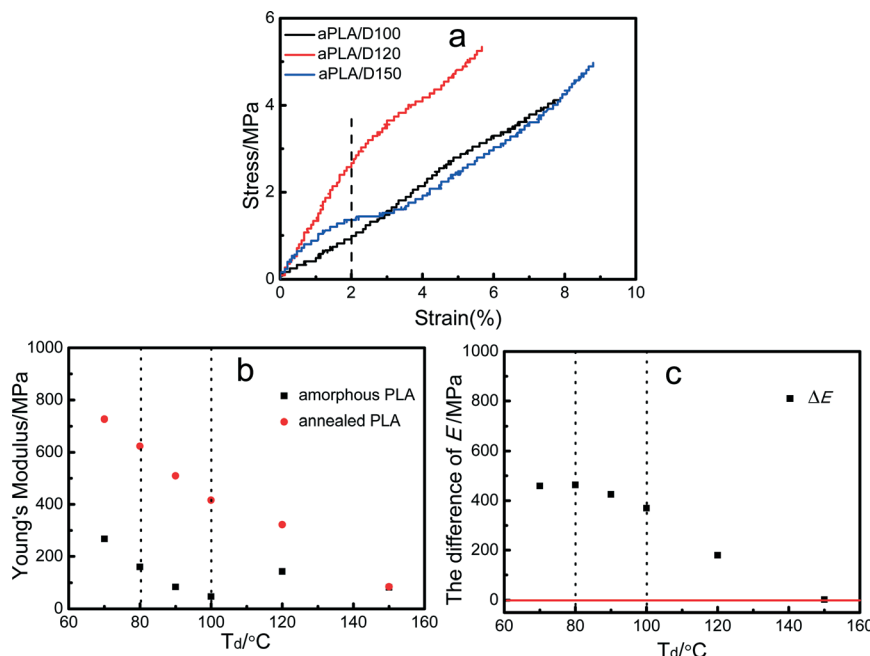 a
aPLA/D100
aPLA/D120
aPLA/D150
Stress/MPa
6
4
2
0
0 2 4 6 8 10
Strain(%)
b
amorphous PLA
annealed PLA
Young's Modulus/MPa
1000
800
600
400
200
0
60 80 100 120 140 160
Td/°C
c
ΔE
The difference of E/MPa
1000
800
600
400
200
0
60 80 100 120 140 160
Td/°C